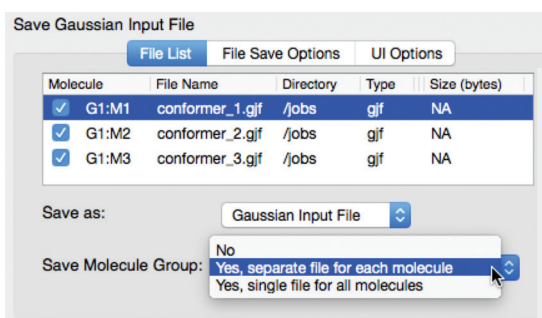 Save Gaussian Input File
File List File Save Options UI Options
Molecule File Name Directory Type Size (bytes)
G1:M1 conformer_1.gjf /jobs gjf NA
G1:M2 conformer_2.gjf /jobs gjf NA
G1:M3 conformer_3.gjf /jobs gjf NA
Save as: Gaussian Input File
No
Save Molecule Group: Yes, separate file for each molecule
Yes, single file for all molecules